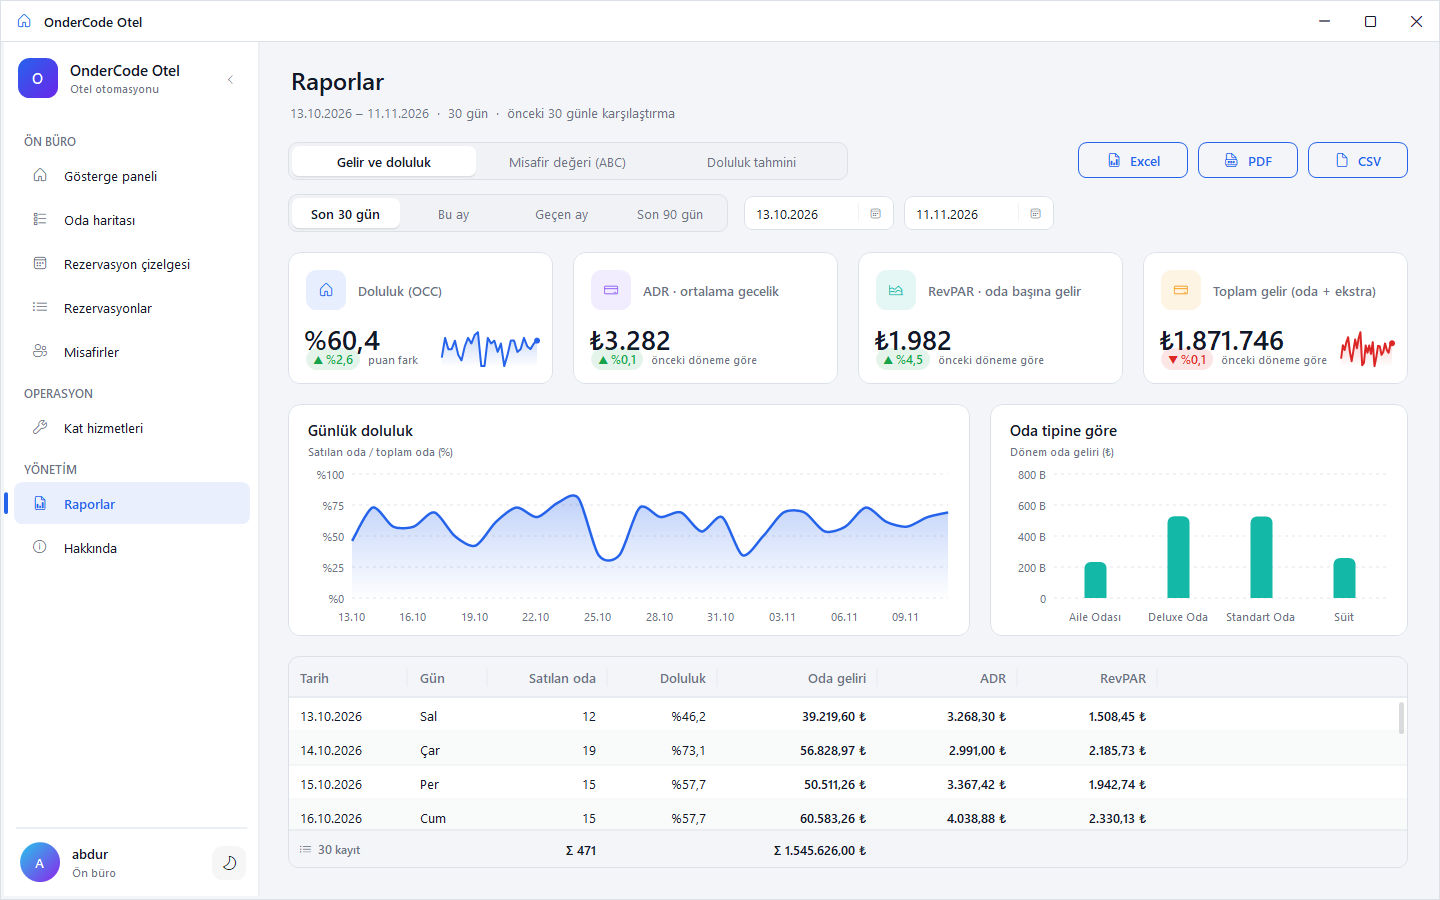 OnderCode Otel
OnderCode Otel
Otel otomasyonu
ÖN BÜRO
Gösterge paneli
Oda haritası
Rezervasyon çizelgesi
Rezervasyonlar
Misafirler
OPERASYON
Kat hizmetleri
YÖNETİM
Raporlar
Hakkında
A abdur
Ön büro
Raporlar
13.10.2026 – 11.11.2026 · 30 gün · önceki 30 günle karşılaştırma
Gelir ve doluluk Misafir değeri (ABC) Doluluk tahmini
Excel PDF CSV
Son 30 gün Bu ay Geçen ay Son 90 gün 13.10.2026 11.11.2026
Doluluk (OCC)
%60,4
▲ %2,6 puan fark
ADR · ortalama gecelik
₺3.282
▲ %0,1 önceki döneme göre
RevPAR · oda başına gelir
₺1.982
▲ %4,5 önceki döneme göre
Toplam gelir (oda + ekstra)
₺1.871.746
▼ %0,1 önceki döneme göre
Günlük doluluk
Satılan oda / toplam oda (%)
%100
%75
%50
%25
%0
13.10 16.10 19.10 22.10 25.10 28.10 31.10 03.11 06.11 09.11
Oda tipine göre
Dönem oda geliri (₺)
800 B
600 B
400 B
200 B
0
Aile Odası Deluxe Oda Standart Oda Süit
Tarih Gün Satılan oda Doluluk Oda geliri ADR RevPAR
13.10.2026 Sal 12 %46,2 39.219,60 ₺ 3.268,30 ₺ 1.508,45 ₺
14.10.2026 Çar 19 %73,1 56.828,97 ₺ 2.991,00 ₺ 2.185,73 ₺
15.10.2026 Per 15 %57,7 50.511,26 ₺ 3.367,42 ₺ 1.942,74 ₺
16.10.2026 Cum 15 %57,7 60.583,26 ₺ 4.038,88 ₺ 2.330,13 ₺
30 kayıt Σ 471 Σ 1.545.626,00 ₺